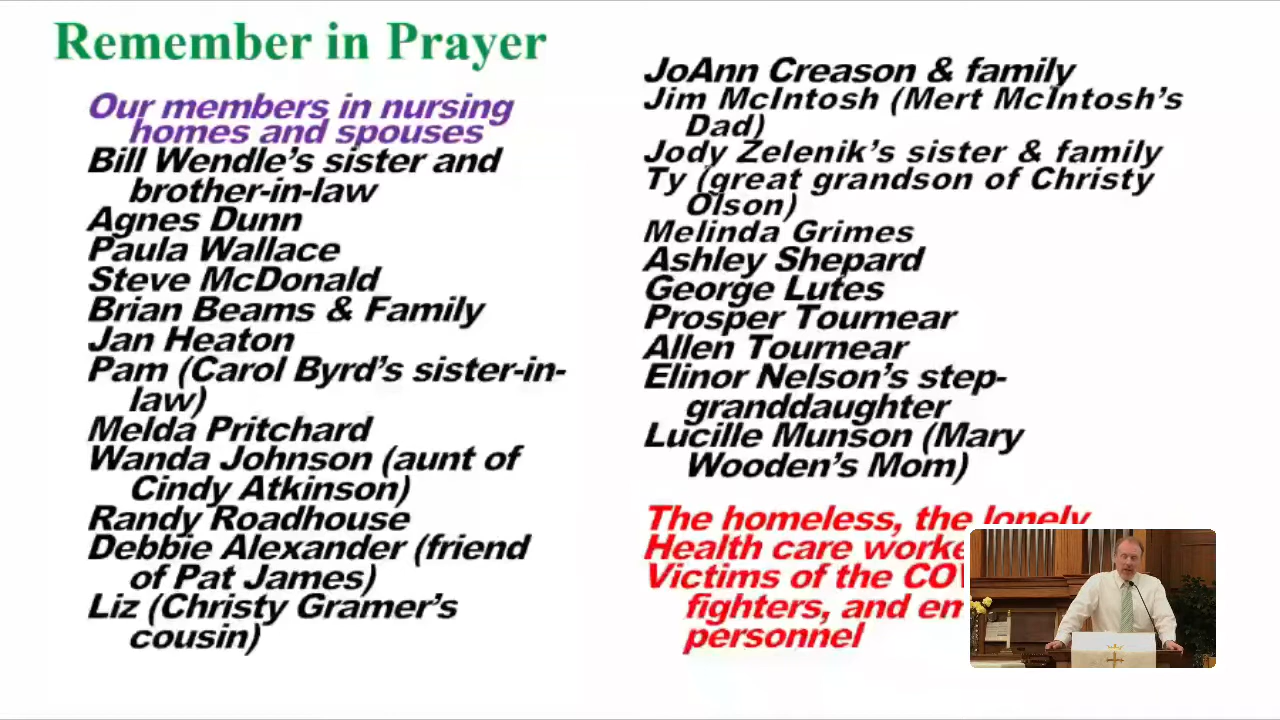 Remember in Prayer
Our members in nursing
homes and spouses
Bill Wendle's sister and
brother-in-law
Agnes Dunn
Paula Wallace
Steve McDonald
Brian Beams & Family
Jan Heaton
Pam (Carol Byrd's sister-in-
law)
Melda Pritchard
Wanda Johnson (aunt of
Cindy Atkinson)
Randy Roadhouse
Debbie Alexander (friend
of Pat James)
Liz (Christy Gramer's
cousin)
JoAnn Creason & family
Jim McIntosh (Mert McIntosh's
Dad)
Jody Zelenik's sister & family
Ty (great grandson of Christy
Olson)
Melinda Grimes
Ashley Shepard
George Lutes
Prosper Tournear
Allen Tournear
Elinor Nelson's step-
granddaughter
Lucille Munson (Mary
Wooden's Mom)
The homeless, the lonely
Health care
Victims of the
fighters, and
personnel